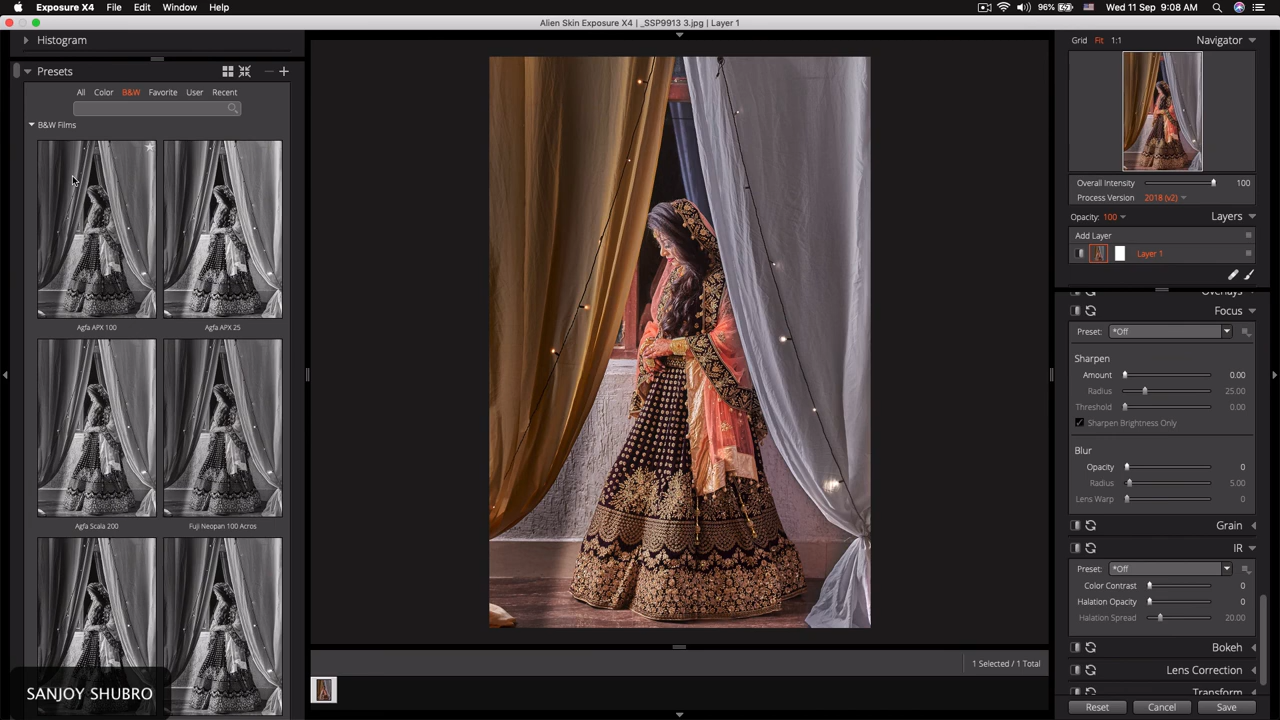 Exposure X4 File Edit View Window Help
96% Wed 11 Sep 9:08 AM
Alien Skin Exposure X4 | _SSP9913 3.jpg | Layer 1
Histogram
Presets
All Color B&W Favorite User Recent
B&W Films
Agfa APX 100 Agfa APX 25
Agfa Scala 200 Fuji Neopan 100 Acros
SANJOY SHUBRO
1 Selected / 1 Total
Grid Fit 1:1 Navigator
Overall Intensity 100
Process Version 2018 (v2)
Opacity: 100 Layers
Add Layer
Layer 1
Overlays
Focus
Preset: *Off
Sharpen
Amount 0.00
Radius 25.00
Threshold 0.00
Sharpen Brightness Only
Blur
Opacity 0
Radius 5.00
Lens Warp 0
Grain
IR
Preset: *Off
Color Contrast 0
Halation Opacity 0
Halation Spread 20.00
Bokeh
Lens Correction
Transform
Reset Cancel Save